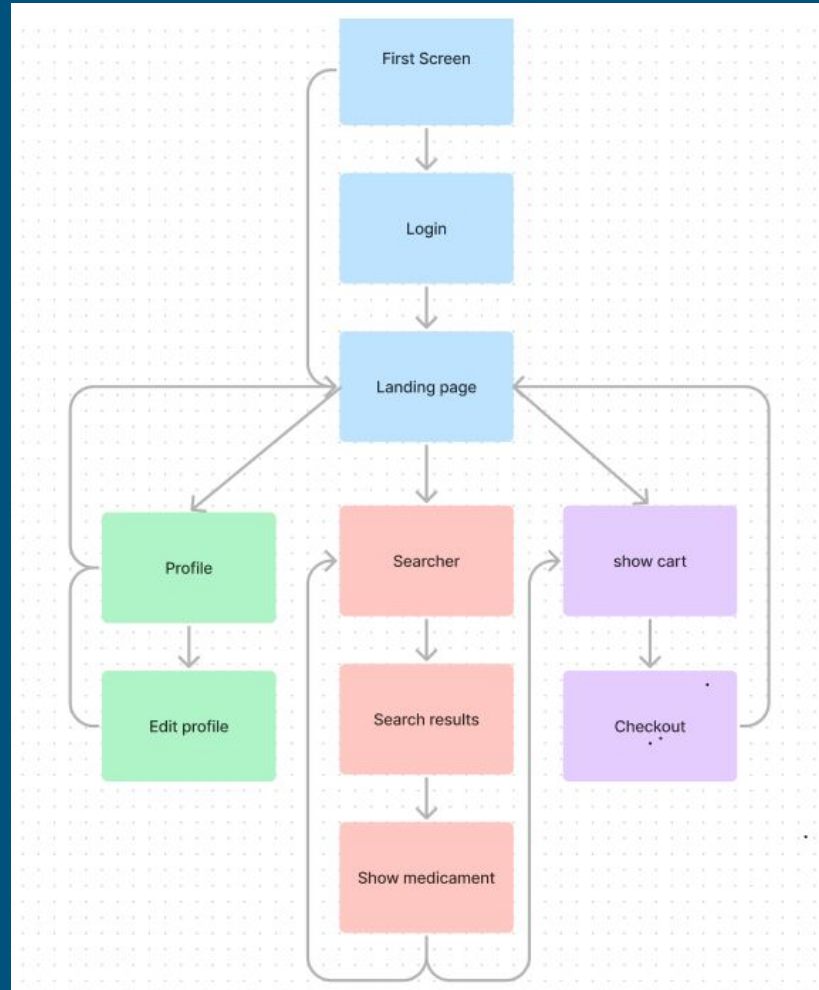 First Screen
Login
Landing page
Profile
Searcher
show cart
Edit profile
Search results
Checkout
Show medicament